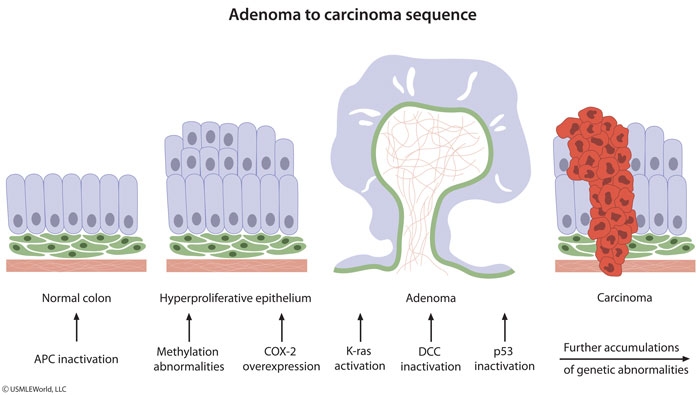 Adenoma to carcinoma sequence
Normal colon
Hyperproliferative epithelium
Adenoma
Carcinoma
APC inactivation
Methylation
abnormalities
COX-2
overexpression
K-ras
activation
DCC
inactivation
p53
inactivation
Further accumulations
of genetic abnormalities
© USMLEWorld, LLC